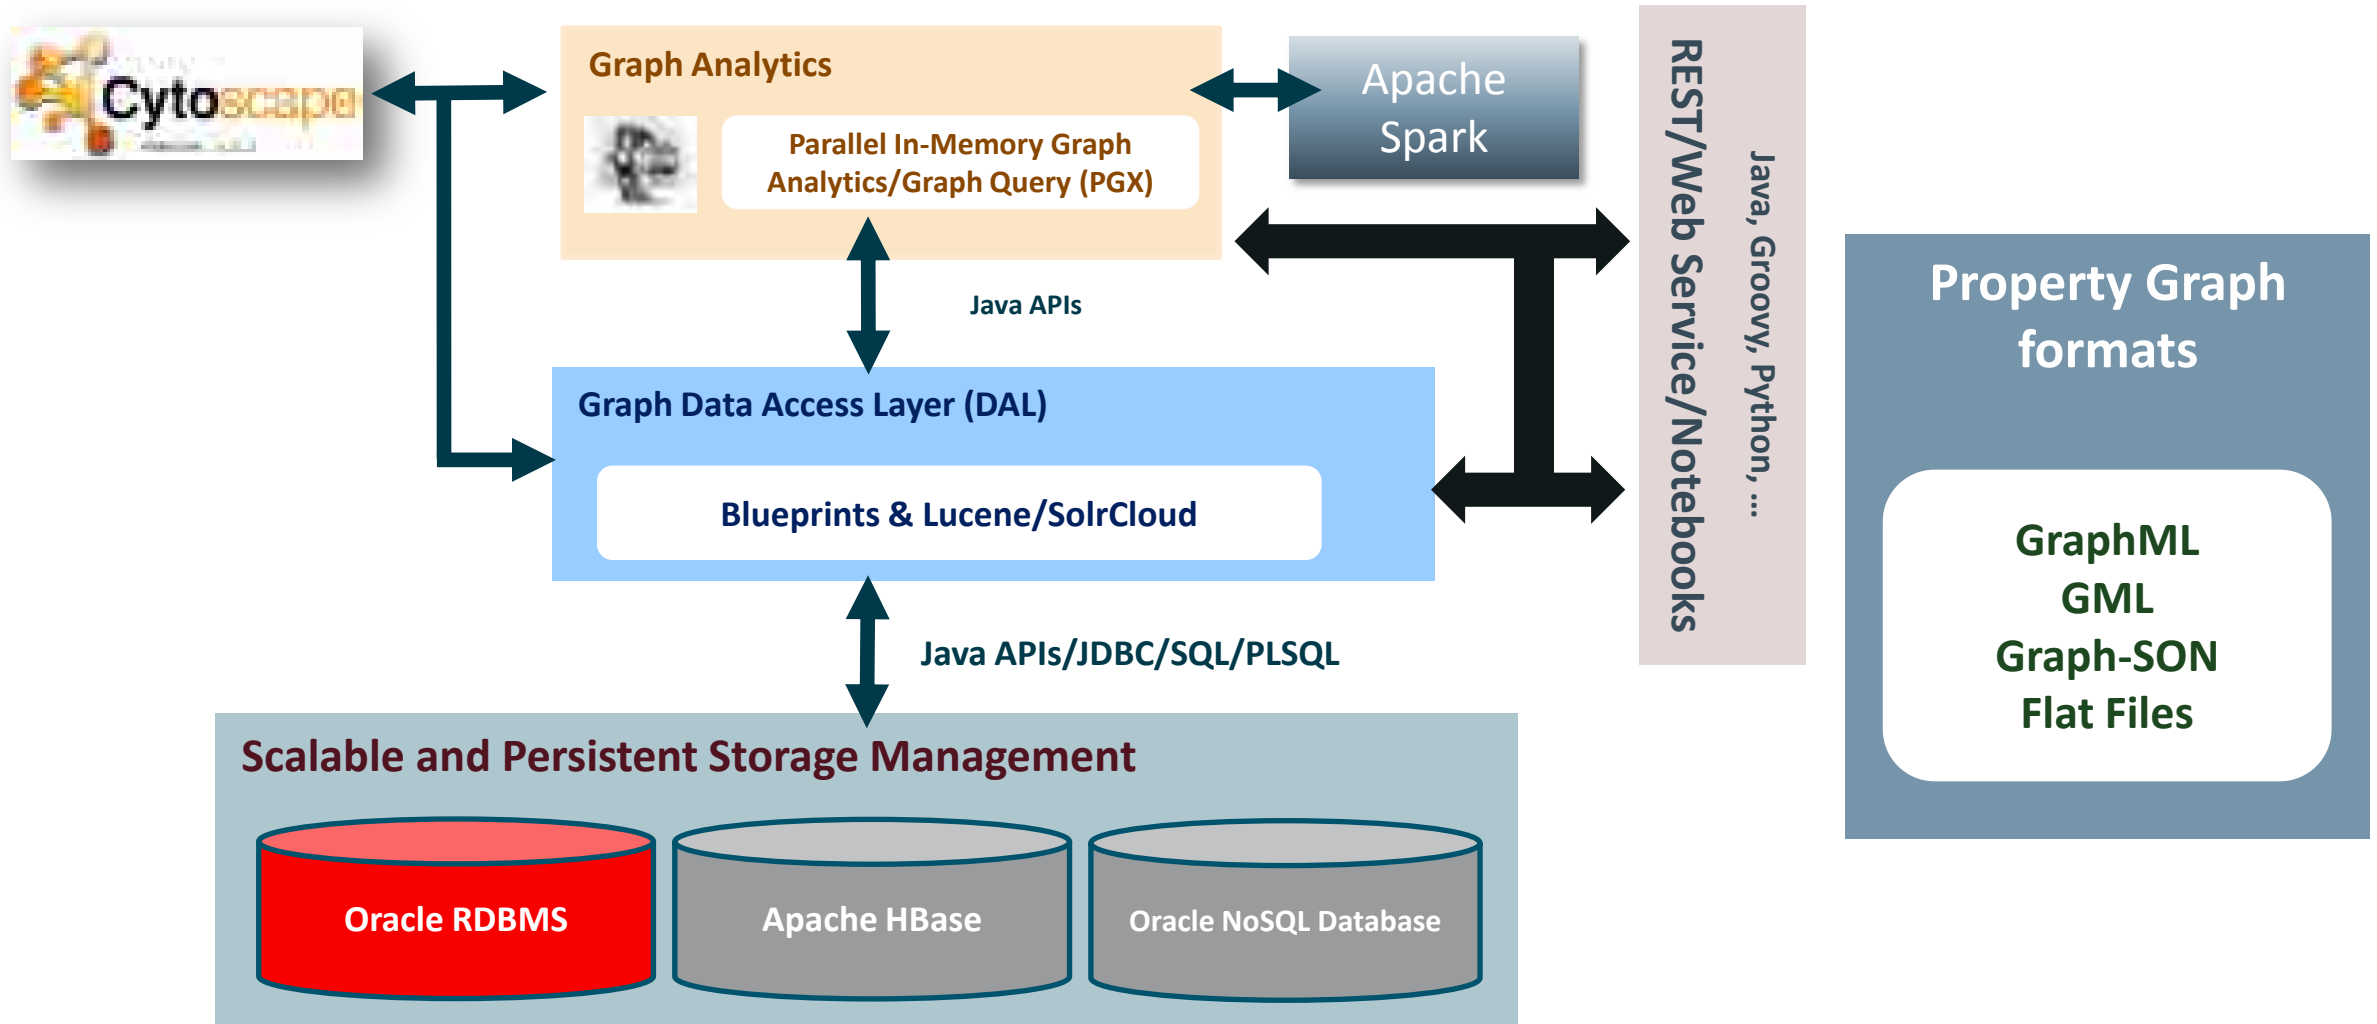 Cytoscape
Graph Analytics
Parallel In-Memory Graph
Analytics/Graph Query (PGX)
Apache
Spark
REST/Web Service/Notebooks
Java, Groovy, Python, ...
Java APIs
Property Graph
formats
Graph Data Access Layer (DAL)
Blueprints & Lucene/SolrCloud
GraphML
GML
Graph-SON
Flat Files
Java APIs/JDBC/SQL/PLSQL
Scalable and Persistent Storage Management
Oracle RDBMS
Apache HBase
Oracle NoSQL Database